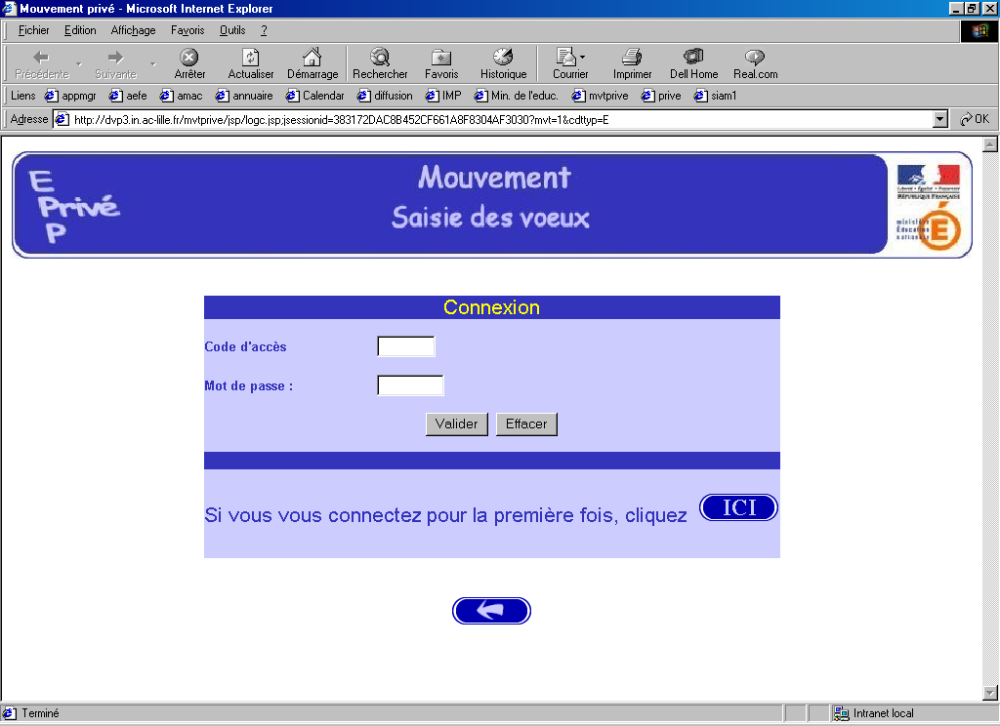 Mouvement privé - Microsoft Internet Explorer
Fichier Edition Affichage Favoris Outils ?
Précédente Suivante Arrêter Actualiser Démarrage Rechercher Favoris Historique Courrier Imprimer Dell Home Real.com
Liens appmgr aefe amac annuaire Calendar diffusion IMP Min. de l'educ. mvtprive prive siam1
Adresse http://dvp3.in.ac-lille.fr/mvtprive/jsp/logc.jsp;jsessionid=383172DAC8B452CF661A8F8304AF3030?mvt=1&cdttyp=E OK
E
Privé
P
Mouvement
Saisie des voeux
Liberté • Égalité • Fraternité
RÉPUBLIQUE FRANÇAISE
ministère
Éducation
nationale
É
Connexion
Code d'accès
Mot de passe :
Valider Effacer
Si vous vous connectez pour la première fois, cliquez ICI
Terminé Intranet local